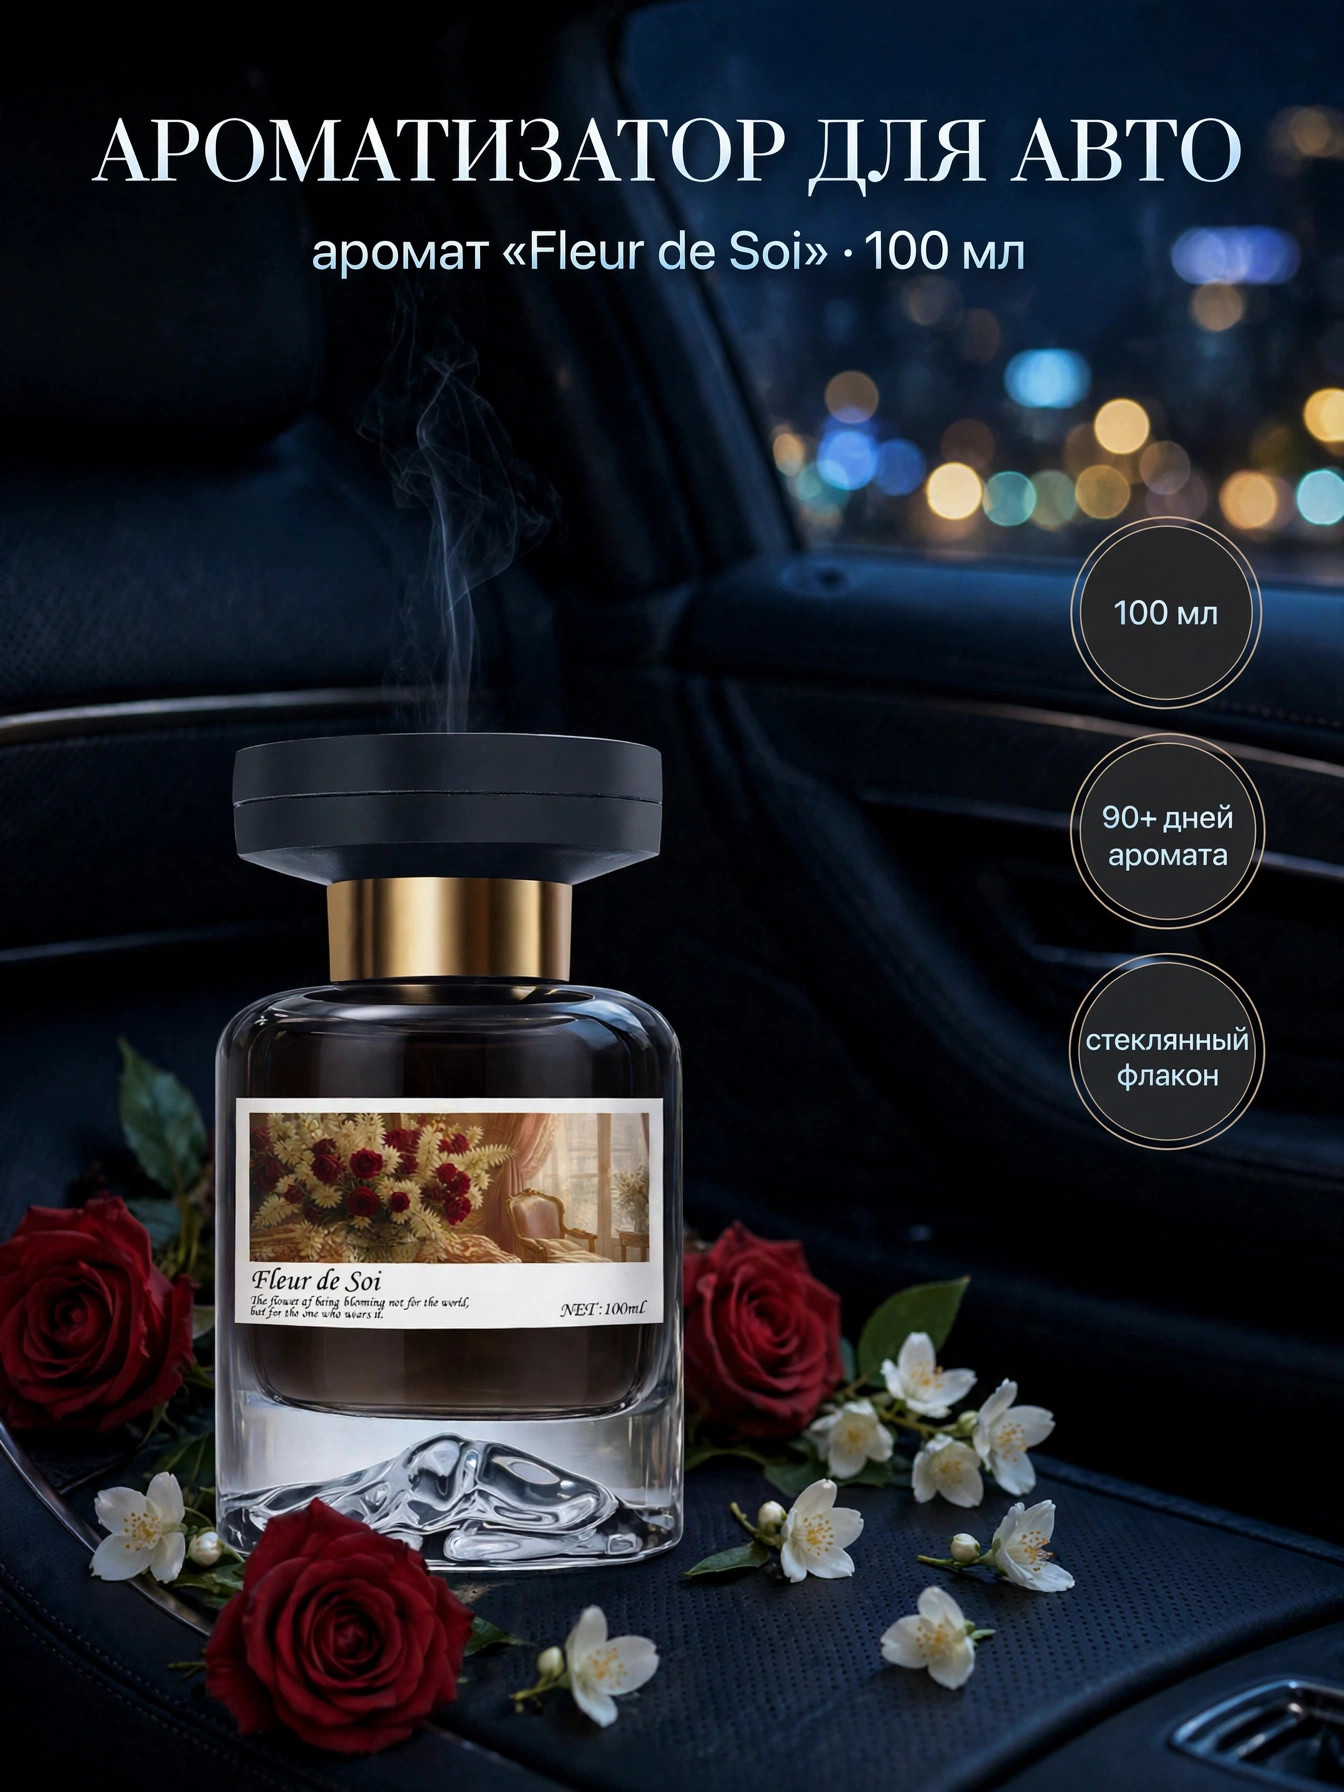 АРОМАТИЗАТОР ДЛЯ АВТО
аромат «Fleur de Soi» · 100 мл
100 мл
90+ дней
аромата
стеклянный
флакон
Fleur de Soi
The flower of being blooming not for the world,
but for the one who wears it.
NET: 100ml